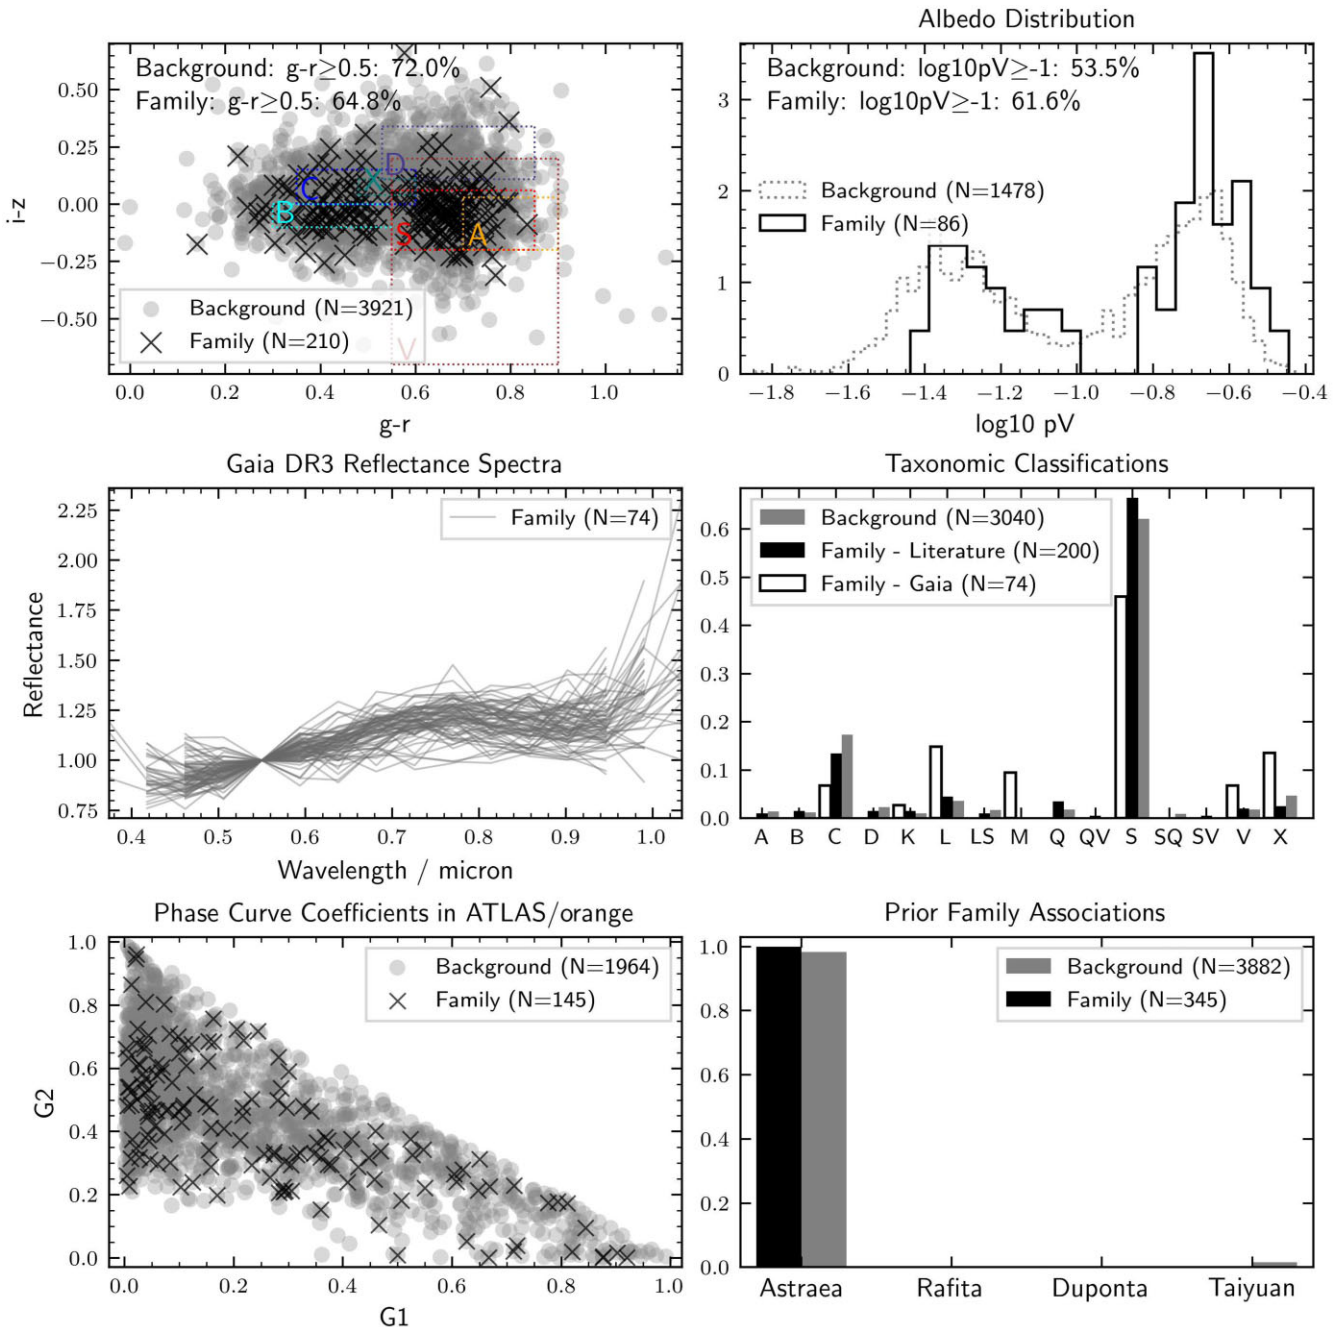 Background: g-r≥0.5: 72.0%
Family: g-r≥0.5: 64.8%
i-z
0.50
0.25
0.00
−0.25
−0.50
D
C
X
B
S
A
V
Background (N=3921)
Family (N=210)
0.0 0.2 0.4 0.6 0.8 1.0
g-r
Albedo Distribution
Background: log10pV≥-1: 53.5%
Family: log10pV≥-1: 61.6%
3
2
1
0
Background (N=1478)
Family (N=86)
−1.8 −1.6 −1.4 −1.2 −1.0 −0.8 −0.6 −0.4
log10 pV
Gaia DR3 Reflectance Spectra
Reflectance
2.25
2.00
1.75
1.50
1.25
1.00
0.75
Family (N=74)
0.4 0.5 0.6 0.7 0.8 0.9 1.0
Wavelength / micron
Taxonomic Classifications
0.6
0.5
0.4
0.3
0.2
0.1
0.0
Background (N=3040)
Family - Literature (N=200)
Family - Gaia (N=74)
A B C D K L LS M Q QV S SQ SV V X
Phase Curve Coefficients in ATLAS/orange
G2
1.0
0.8
0.6
0.4
0.2
0.0
Background (N=1964)
Family (N=145)
0.0 0.2 0.4 0.6 0.8 1.0
G1
Prior Family Associations
1.0
0.8
0.6
0.4
0.2
0.0
Background (N=3882)
Family (N=345)
Astraea Rafita Duponta Taiyuan